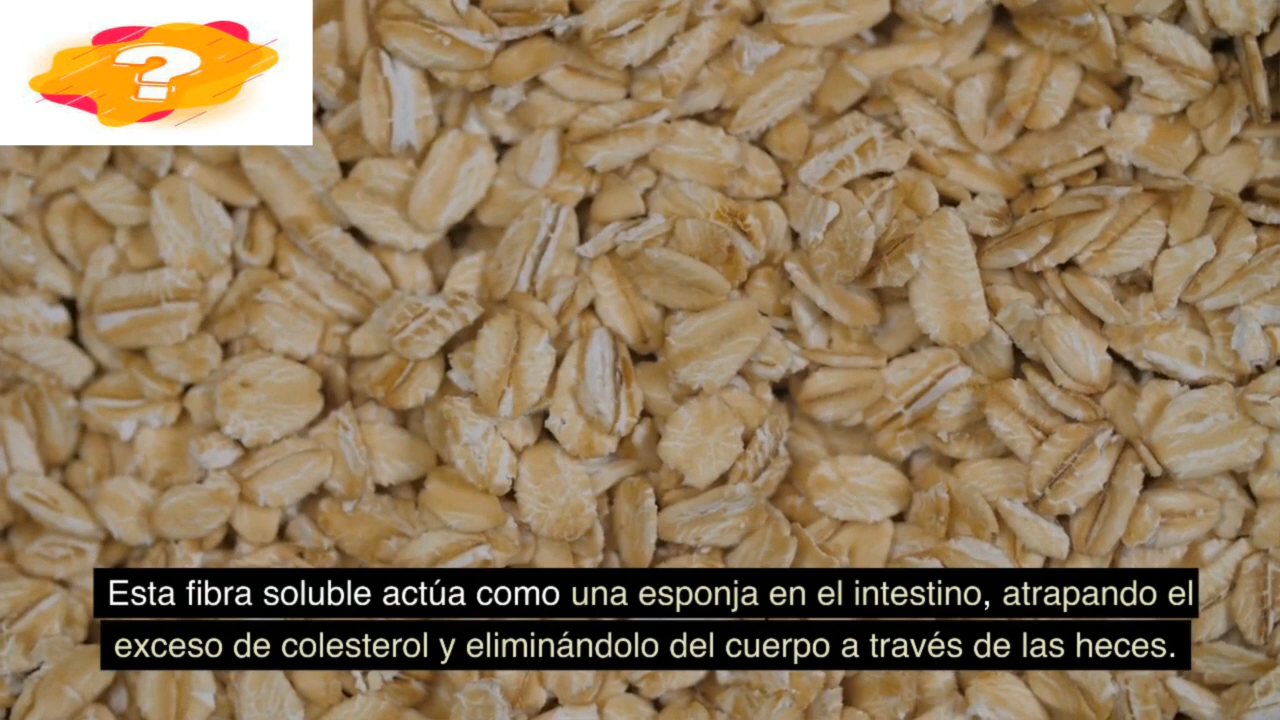 ?
Esta fibra soluble actúa como una esponja en el intestino, atrapando el
exceso de colesterol y eliminándolo del cuerpo a través de las heces.